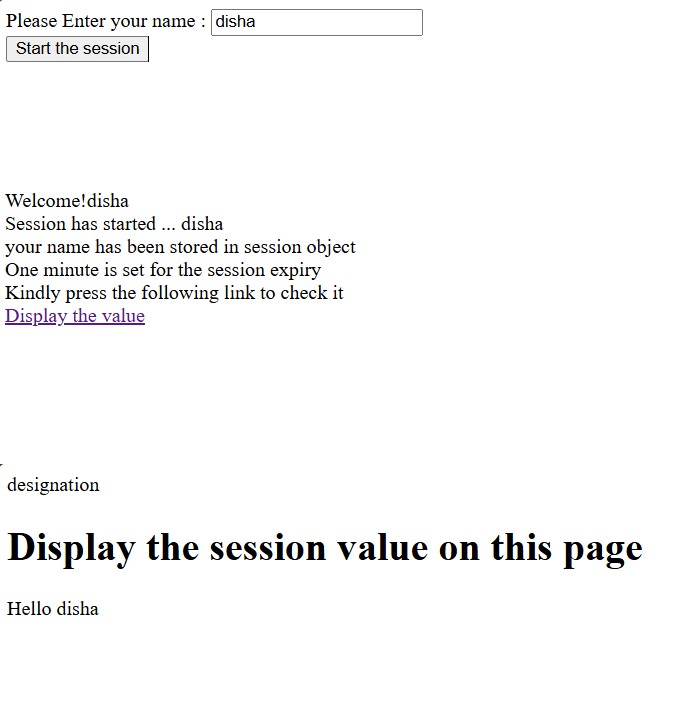 Please Enter your name : disha
Start the session
Welcome!disha
Session has started ... disha
your name has been stored in session object
One minute is set for the session expiry
Kindly press the following link to check it
Display the value
designation
Display the session value on this page
Hello disha